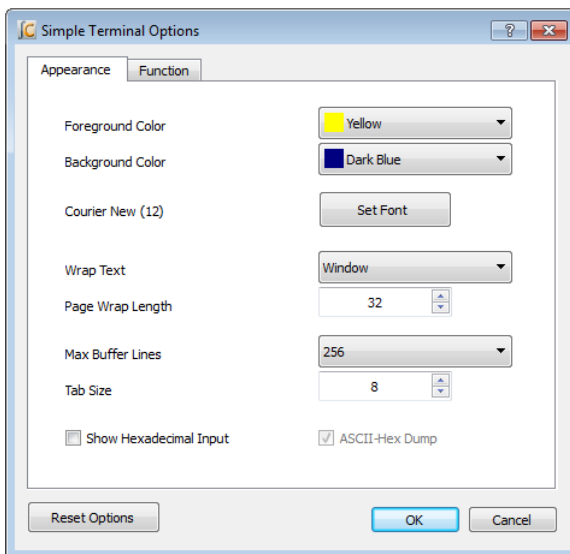 Simple Terminal Options
Appearance Function
Foreground Color Yellow
Background Color Dark Blue
Courier New (12) Set Font
Wrap Text Window
Page Wrap Length 32
Max Buffer Lines 256
Tab Size 8
Show Hexadecimal Input ASCII-Hex Dump
Reset Options OK Cancel